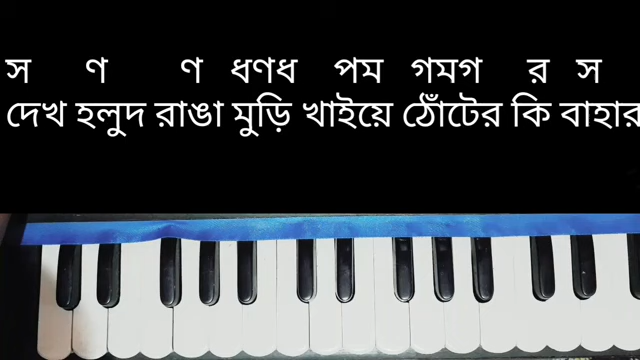 স ণ ণ ধণধ পম গমগ র স
দেখ হলুদ রাঙা মুড়ি খাইয়ে ঠোঁটের কি বাহার